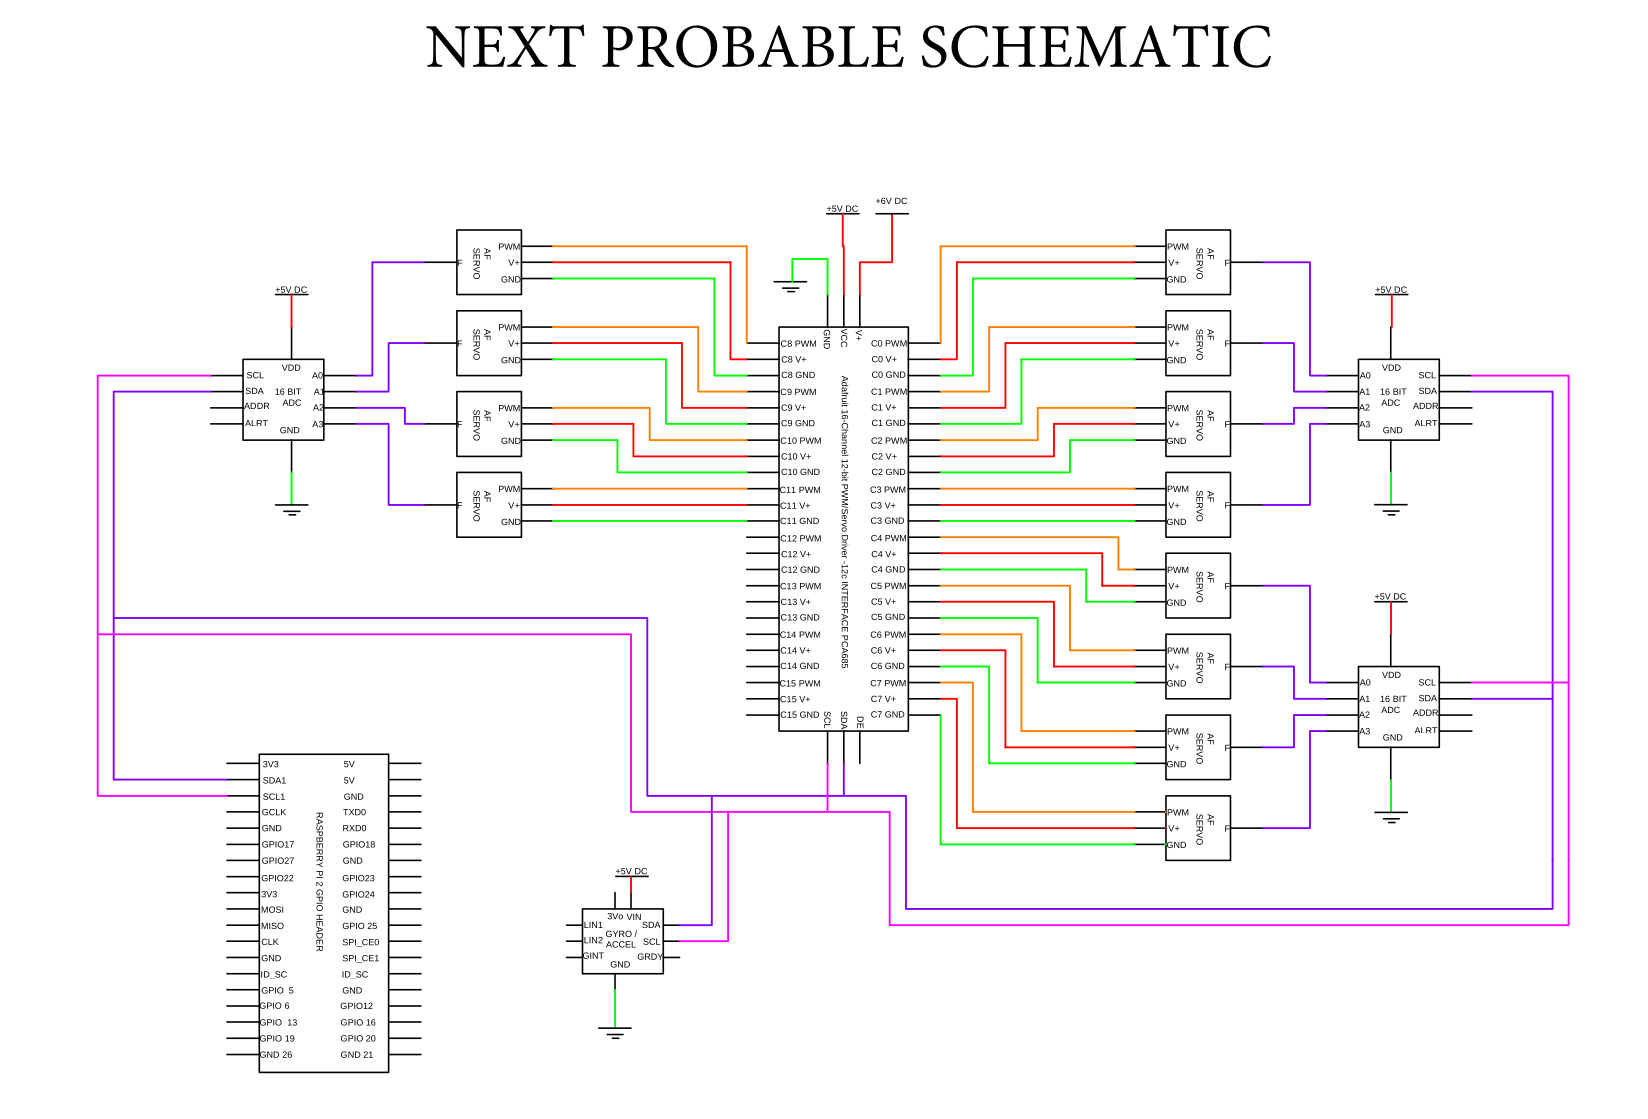 NEXT PROBABLE SCHEMATIC
+5V DC
+6V DC
GND
VCC
V+
C8 PWM
C8 V+
C8 GND
C9 PWM
C9 V+
C9 GND
C10 PWM
C10 V+
C10 GND
C11 PWM
C11 V+
C11 GND
C12 PWM
C12 V+
C12 GND
C13 PWM
C13 V+
C13 GND
C14 PWM
C14 V+
C14 GND
C15 PWM
C15 V+
C15 GND
Adafruit 16-Channel 12-bit PWM/Servo Driver -12c INTERFACE PCA685
C0 PWM
C0 V+
C0 GND
C1 PWM
C1 V+
C1 GND
C2 PWM
C2 V+
C2 GND
C3 PWM
C3 V+
C3 GND
C4 PWM
C4 V+
C4 GND
C5 PWM
C5 V+
C5 GND
C6 PWM
C6 V+
C6 GND
C7 PWM
C7 V+
C7 GND
SCL
SDA
DE
F
AF
SERVO
PWM
V+
GND
F
AF
SERVO
PWM
V+
GND
F
AF
SERVO
PWM
V+
GND
F
AF
SERVO
PWM
V+
GND
+5V DC
VDD
SCL
SDA
ADDR
ALRT
16 BIT
ADC
GND
A0
A1
A2
A3
PWM
V+
GND
AF
SERVO
F
PWM
V+
GND
AF
SERVO
F
PWM
V+
GND
AF
SERVO
F
PWM
V+
GND
AF
SERVO
F
PWM
V+
GND
AF
SERVO
F
PWM
V+
GND
AF
SERVO
F
PWM
V+
GND
AF
SERVO
F
PWM
V+
GND
AF
SERVO
F
+5V DC
VDD
A0
A1
A2
A3
16 BIT
ADC
GND
SCL
SDA
ADDR
ALRT
+5V DC
VDD
A0
A1
A2
A3
16 BIT
ADC
GND
SCL
SDA
ADDR
ALRT
3V3
SDA1
SCL1
GCLK
GND
GPIO17
GPIO27
GPIO22
3V3
MOSI
MISO
CLK
GND
ID_SC
GPIO 5
GPIO 6
GPIO 13
GPIO 19
GND 26
RASPBERRY PI 2 GPIO HEADER
5V
5V
GND
TXD0
RXD0
GPIO18
GND
GPIO23
GPIO24
GND
GPIO 25
SPI_CE0
SPI_CE1
ID_SC
GND
GPIO12
GPIO 16
GPIO 20
GND 21
+5V DC
3Vo VIN
LIN1
LIN2
GINT
GYRO /
ACCEL
GND
SDA
SCL
GRDY